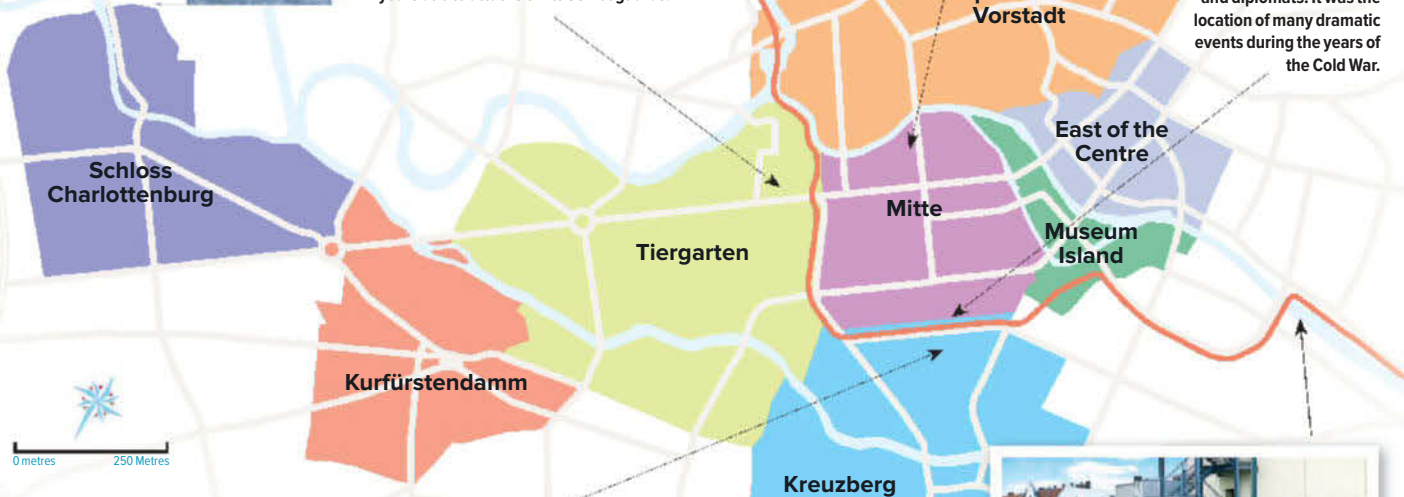 Vorstadt
location of many dramatic
events during the years of
the Cold War.
East of the
Centre
Schloss
Charlottenburg
Mitte
Museum
Island
Tiergarten
Kurfürstendamm
0 metres
250 Metres
Kreuzberg